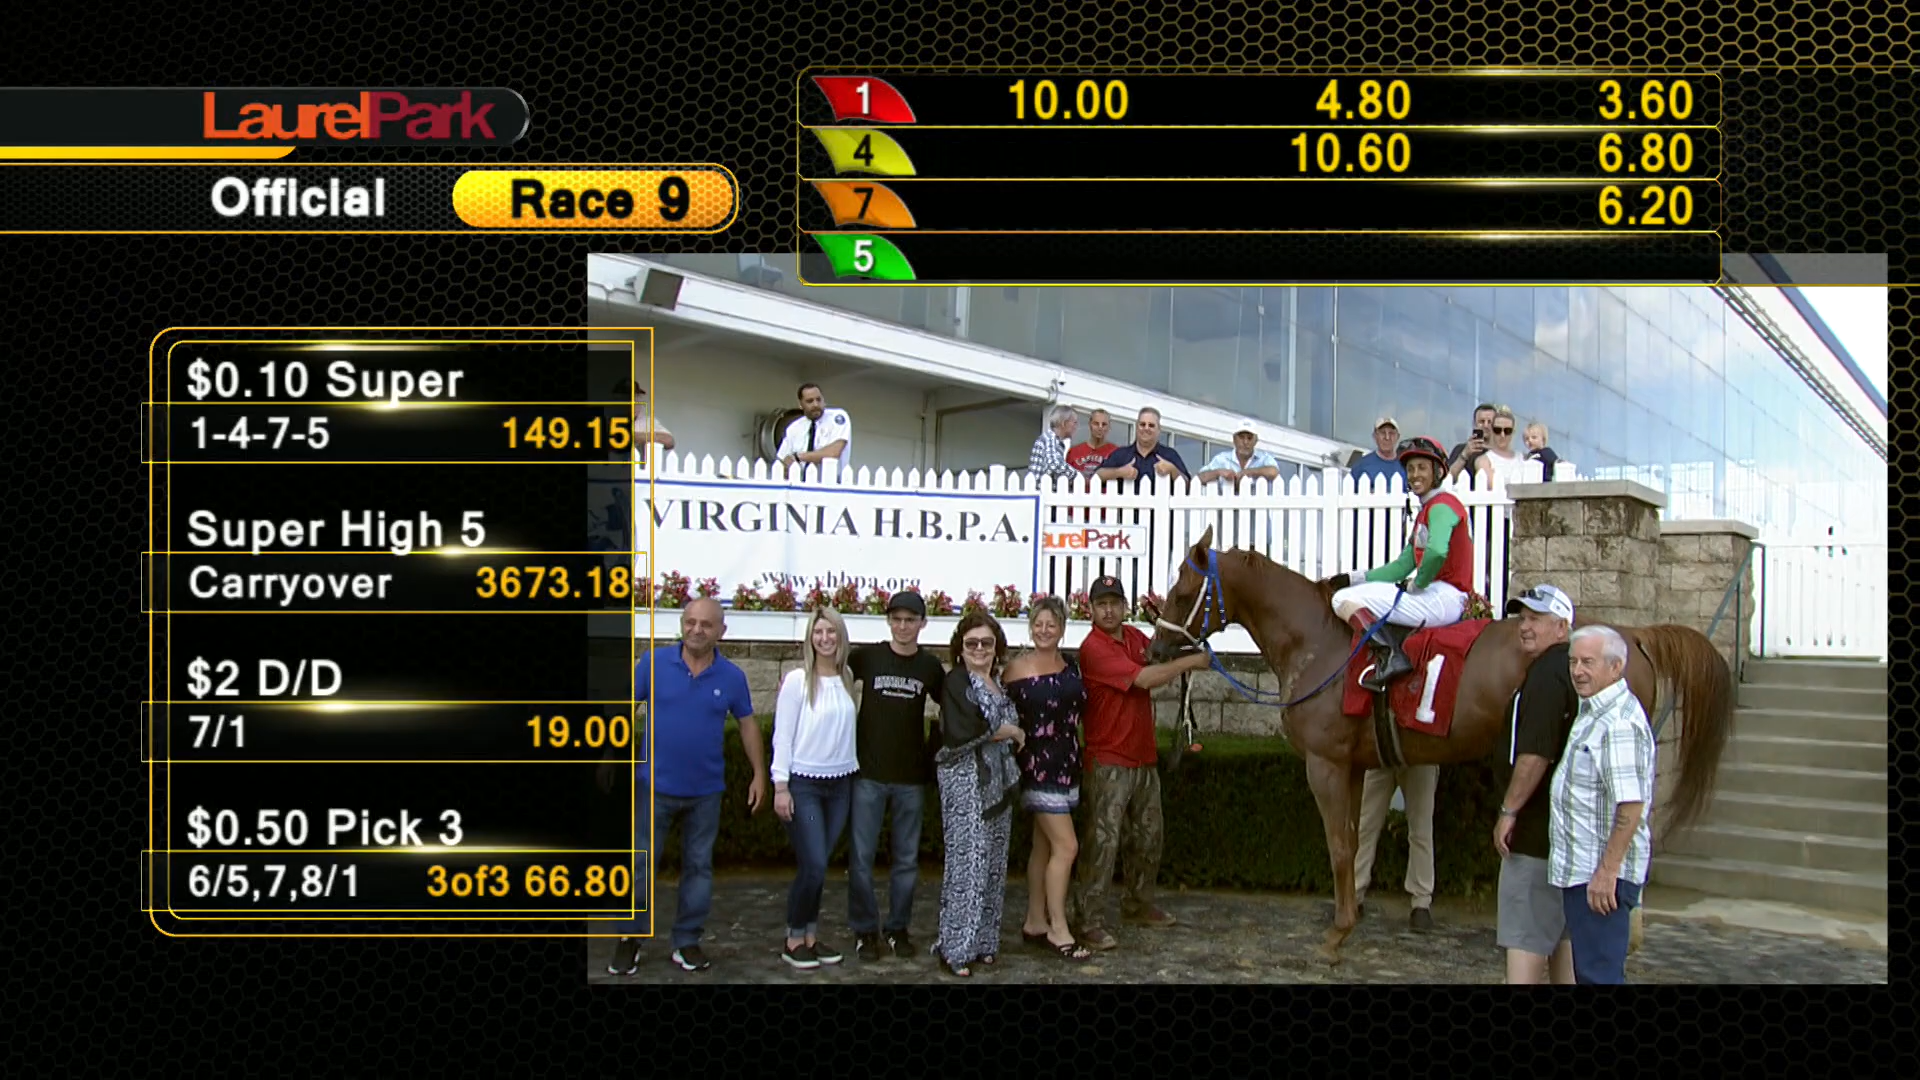 LaurelPark
Official Race 9
1 10.00 4.80 3.60
4 10.60 6.80
7 6.20
5
$0.10 Super
1-4-7-5 149.15
Super High 5
Carryover 3673.18
$2 D/D
7/1 19.00
$0.50 Pick 3
6/5,7,8/1 3of3 66.80
VIRGINIA H.B.P.A.
www.vhbpa.org
aurelPark
HURLEY
1